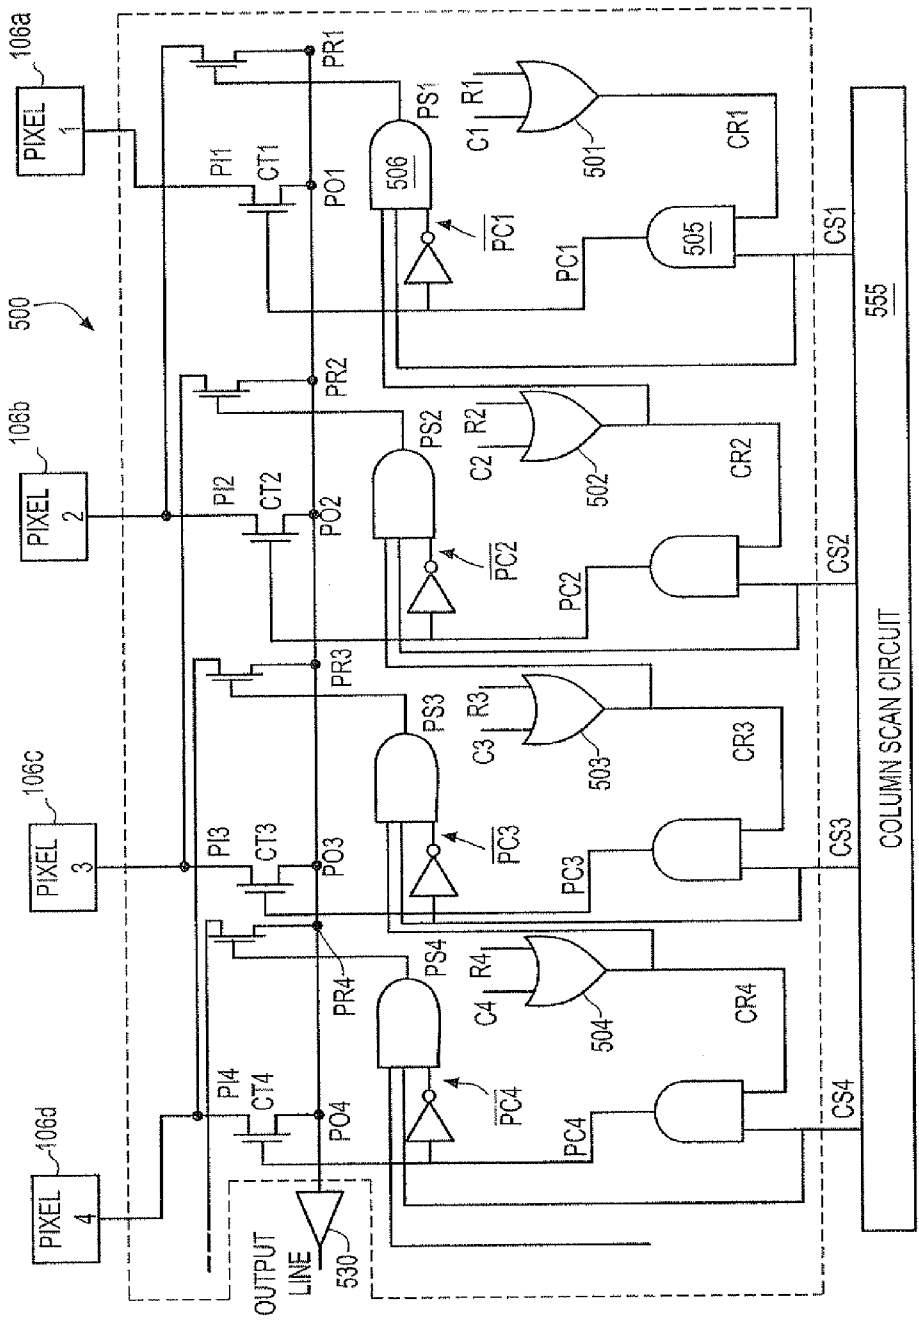 500
106a
PIXEL
1
106b
PIXEL
2
106c
PIXEL
3
106d
PIXEL
4
PI1
CT1
PO1
PR1
PI2
CT2
PO2
PR2
PI3
CT3
PO3
PR3
PI4
CT4
PO4
PR4
OUTPUT
LINE
530
506
PS1
PC1
PC1
C1
R1
501
CR1
505
CS1
PS2
PC2
PC2
C2
R2
502
CR2
CS2
PS3
PC3
PC3
C3
R3
503
CR3
CS3
PS4
PC4
PC4
C4
R4
504
CR4
CS4
COLUMN SCAN CIRCUIT
555